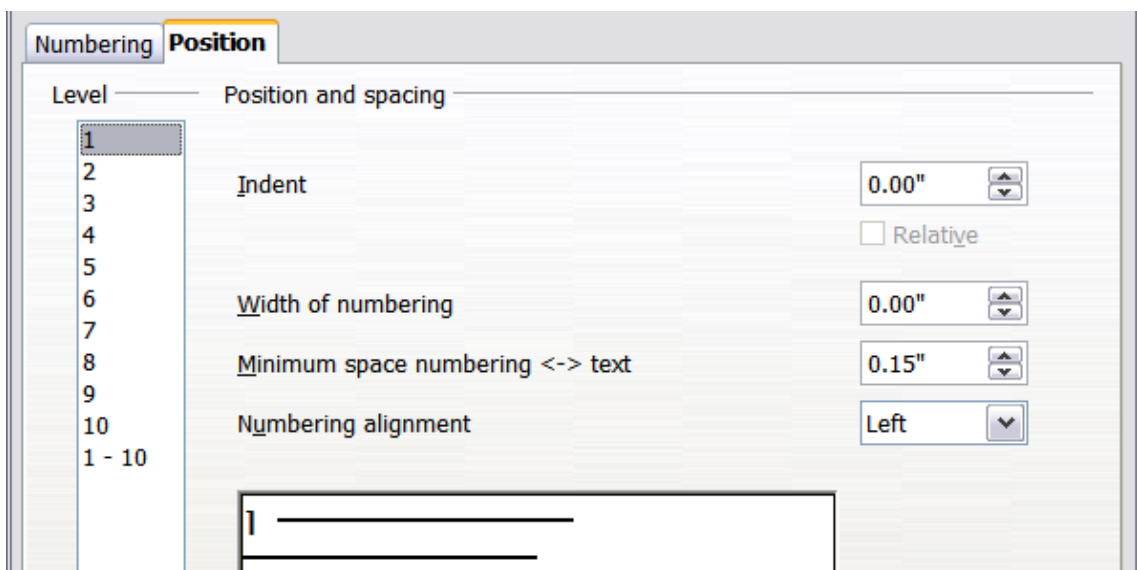 Numbering Position
Level Position and spacing
1
2
3
4
5
6
7
8
9
10
1 - 10
Indent 0.00"
Relative
Width of numbering 0.00"
Minimum space numbering <-> text 0.15"
Numbering alignment Left
1